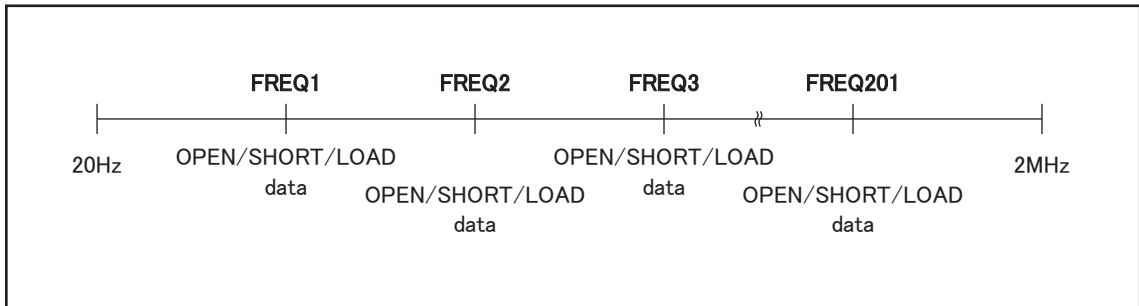 FREQ1
FREQ2
FREQ3
FREQ201
20Hz
OPEN/SHORT/LOAD
data
OPEN/SHORT/LOAD
data
OPEN/SHORT/LOAD
data
OPEN/SHORT/LOAD
data
2MHz